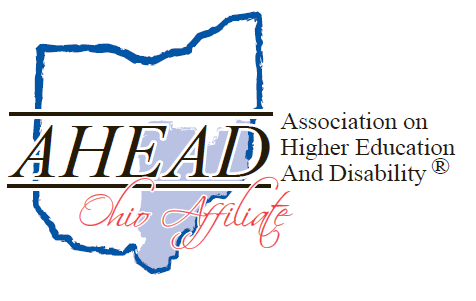 AHEAD
Ohio Affiliate
Association on
Higher Education
And Disability ®